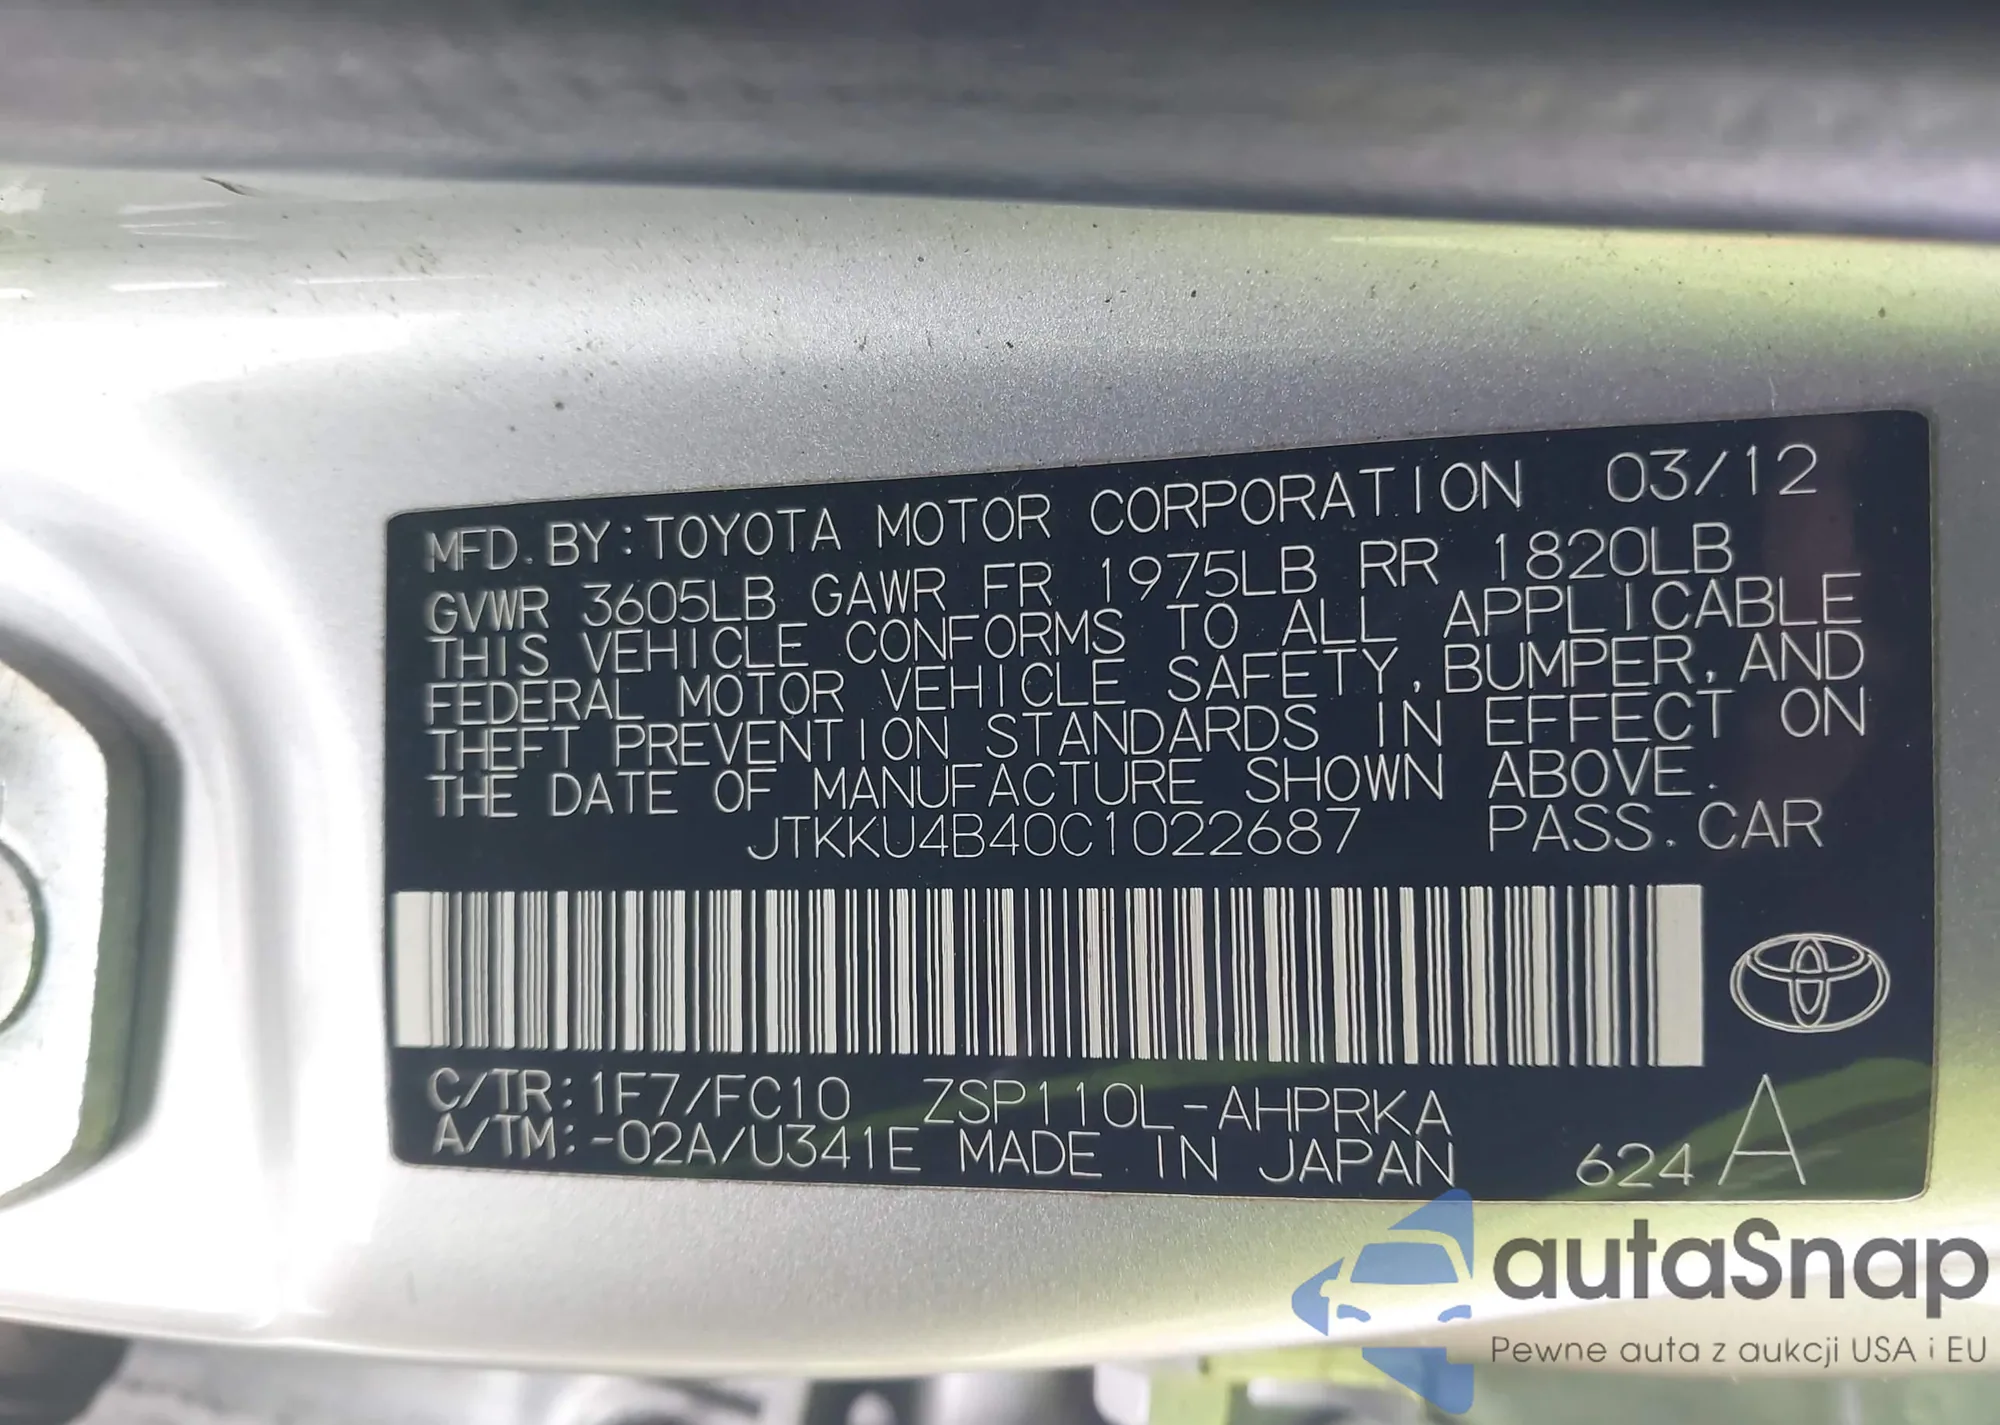 MFD. BY: TOYOTA MOTOR CORPORATION 03/12
GVWR 3605LB GAWR FR 1975LB RR 1820LB
THIS VEHICLE CONFORMS TO ALL APPLICABLE
FEDERAL MOTOR VEHICLE SAFETY, BUMPER, AND
THEFT PREVENTION STANDARDS IN EFFECT ON
THE DATE OF MANUFACTURE SHOWN ABOVE.
JTKKU4B40C1022687 PASS. CAR
C/TR: 1F7/FC10 ZSP110L-AHPRKA
A/TM: -02A/U341E MADE IN JAPAN 624 A
autaSnap
Pewne auta z aukcji USA i EU